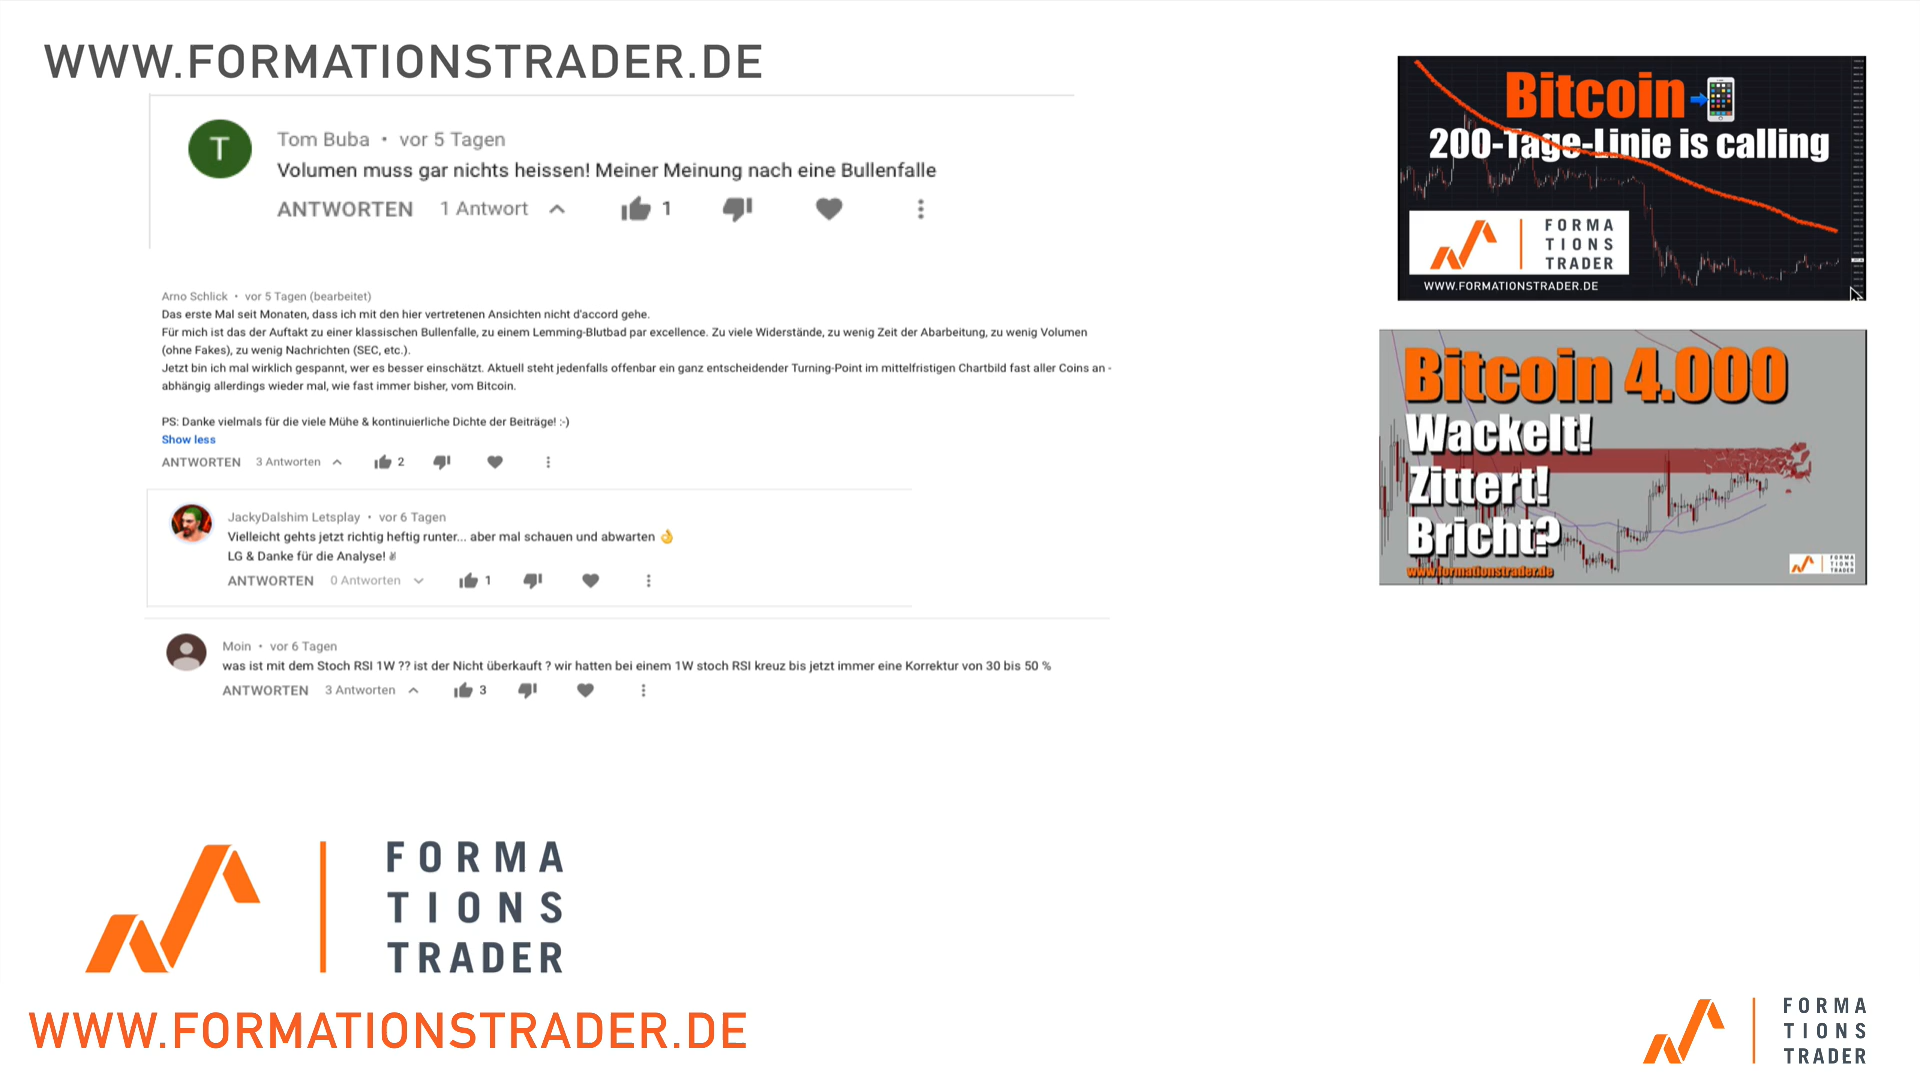 WWW.FORMATIONSTRADER.DE
T
Tom Buba • vor 5 Tagen
Volumen muss gar nichts heissen! Meiner Meinung nach eine Bullenfalle
ANTWORTEN 1 Antwort 1
Arno Schlick • vor 5 Tagen (bearbeitet)
Das erste Mal seit Monaten, dass ich mit den hier vertretenen Ansichten nicht d'accord gehe.
Für mich ist das der Auftakt zu einer klassischen Bullenfalle, zu einem Lemming-Blutbad par excellence. Zu viele Widerstände, zu wenig Zeit der Abarbeitung, zu wenig Volumen
(ohne Fakes), zu wenig Nachrichten (SEC, etc.).
Jetzt bin ich mal wirklich gespannt, wer es besser einschätzt. Aktuell steht jedenfalls offenbar ein ganz entscheidender Turning-Point im mittelfristigen Chartbild fast aller Coins an -
abhängig allerdings wieder mal, wie fast immer bisher, vom Bitcoin.
PS: Danke vielmals für die viele Mühe & kontinuierliche Dichte der Beiträge! :-)
Show less
ANTWORTEN 3 Antworten 2
JackyDalshim Letsplay • vor 6 Tagen
Vielleicht gehts jetzt richtig heftig runter... aber mal schauen und abwarten 👌
LG & Danke für die Analyse! ✌
ANTWORTEN 0 Antworten 1
Moin • vor 6 Tagen
was ist mit dem Stoch RSI 1W ?? ist der Nicht überkauft ? wir hatten bei einem 1W stoch RSI kreuz bis jetzt immer eine Korrektur von 30 bis 50 %
ANTWORTEN 3 Antworten 3
Bitcoin
200-Tage-Linie is calling
FORMA
TIONS
TRADER
WWW.FORMATIONSTRADER.DE
Bitcoin 4.000
Wackelt!
Zittert!
Bricht?
www.formationstrader.de
FORMA
TIONS
TRADER
FORMA
TIONS
TRADER
WWW.FORMATIONSTRADER.DE
FORMA
TIONS
TRADER